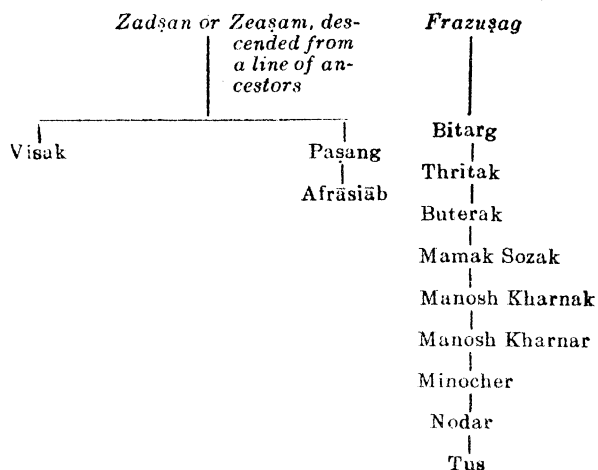 Zadṣan or Zeaṣam, des-
cended from
a line of an-
cestors
Visak
Paṣang
Afrāsiāb
Frazuṣag
Bitarg
Thritak
Buterak
Mamak Sozak
Manosh Kharnak
Manosh Kharnar
Minocher
Nodar
Tus